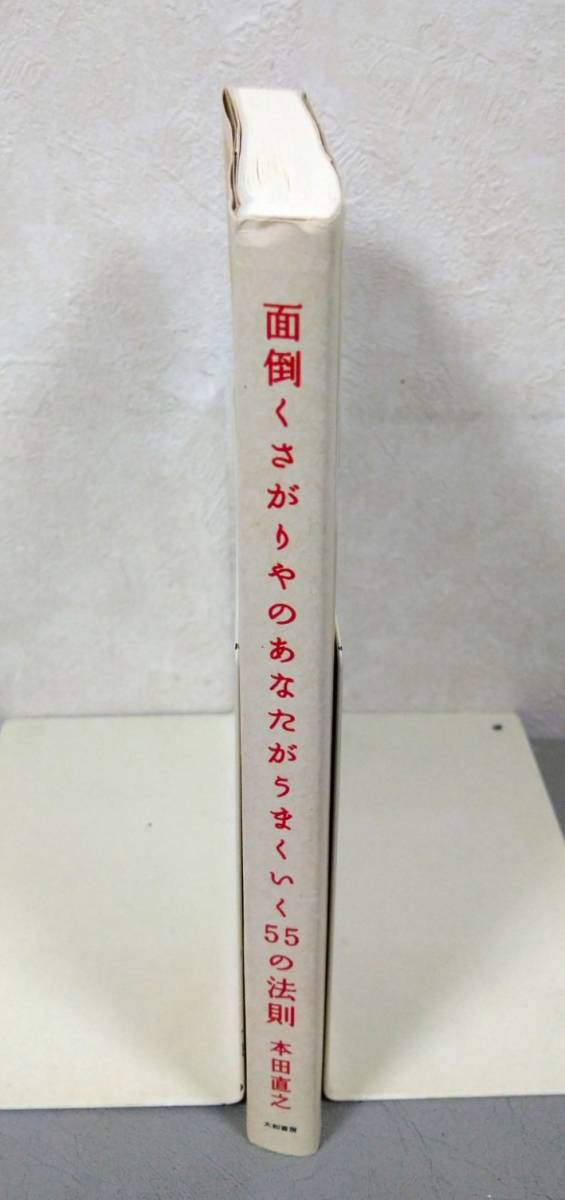 面倒くさがりやのあなたがうまくいく55の法則
本田直之
大和書房